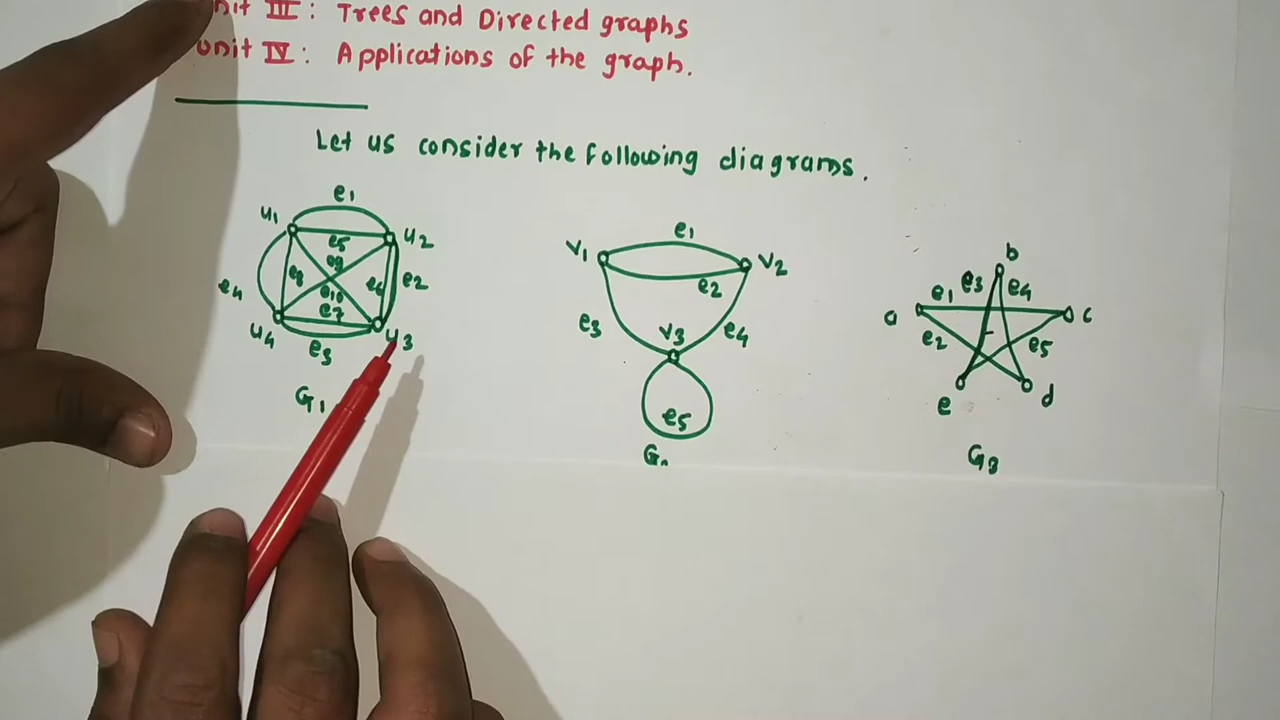 Unit III: Trees and Directed graphs
Unit IV: Applications of the graph.
Let us consider the following diagrams.
e1
u1 e5 u2
e9
e4 e8 e6 e2
e10
e7
u4 u3
e3
G1
e1
v1 v2
e2
e3 v3 e4
e5
b
e1 e3 e4
a c
e2 e5
e d
G3